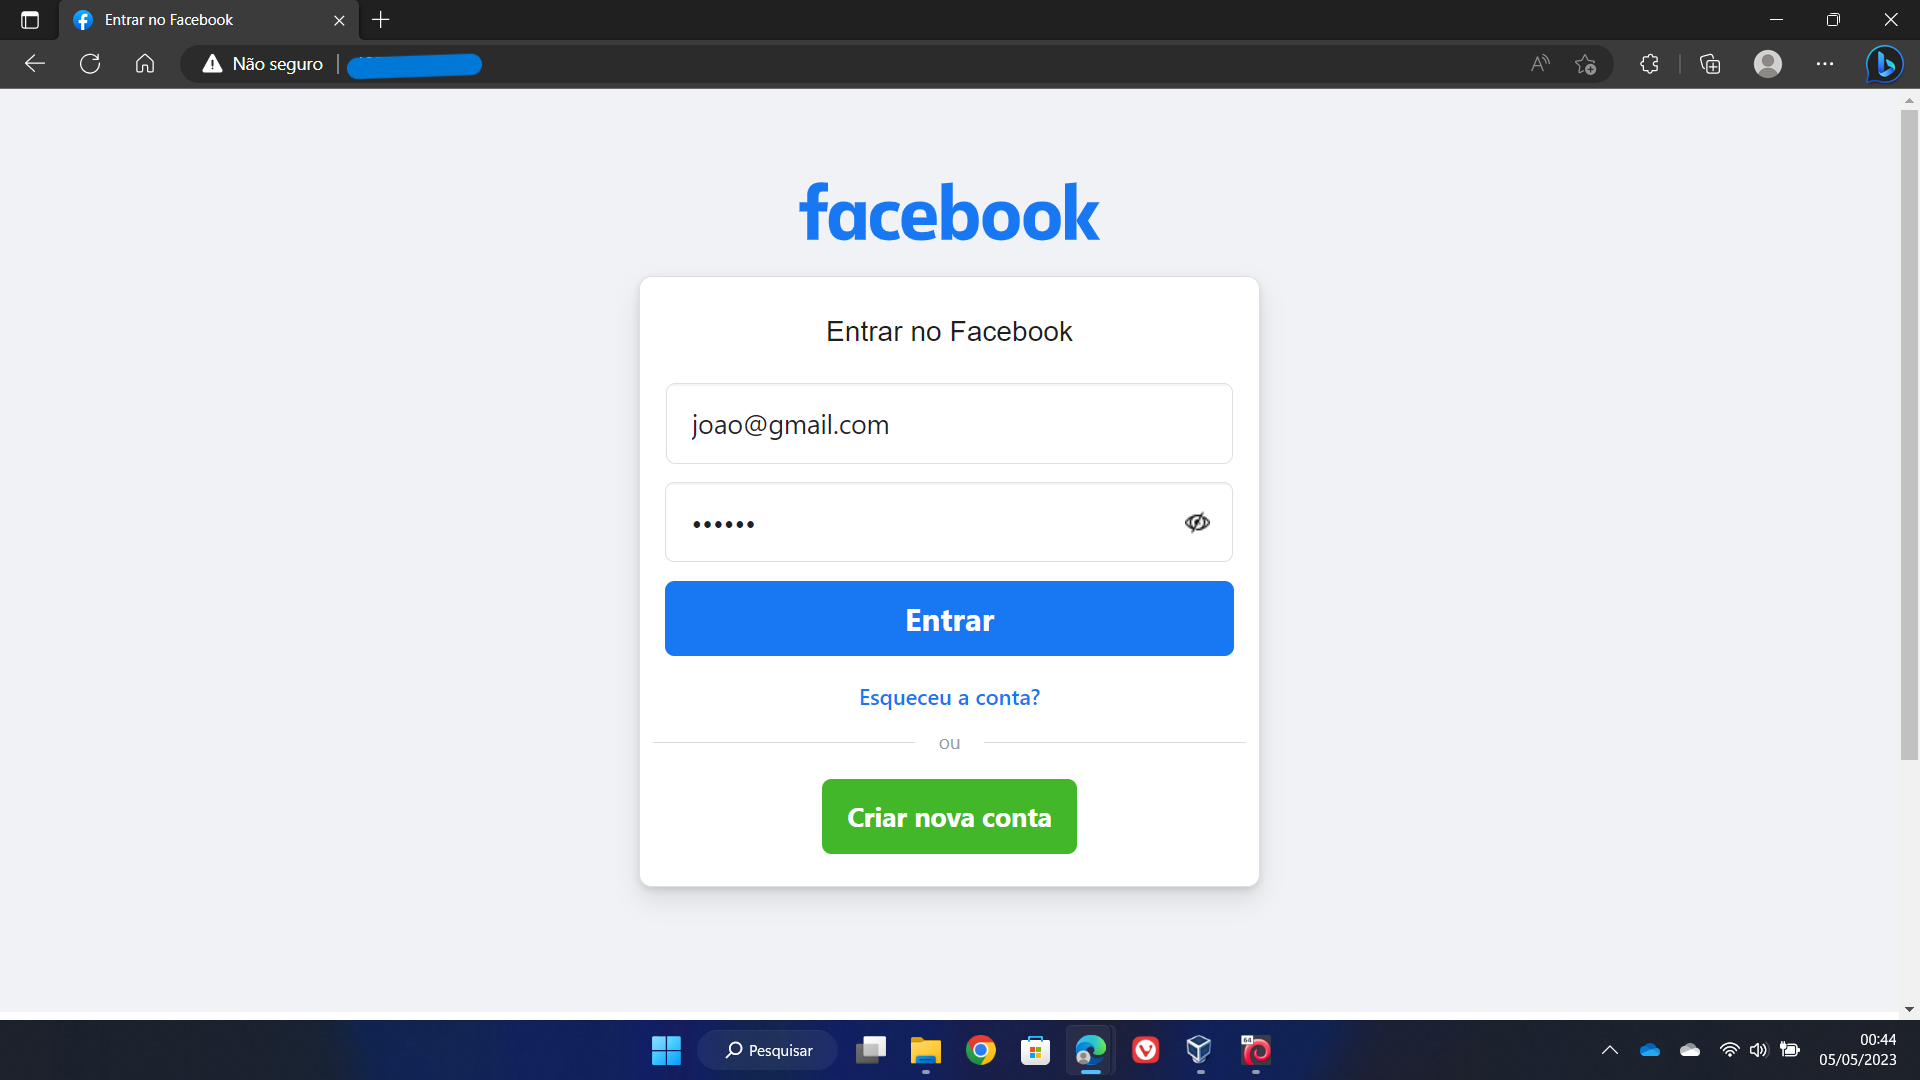 Entrar no Facebook
Não seguro
facebook
Entrar no Facebook
joao@gmail.com
••••••
Entrar
Esqueceu a conta?
ou
Criar nova conta
Pesquisar
64
00:44
05/05/2023